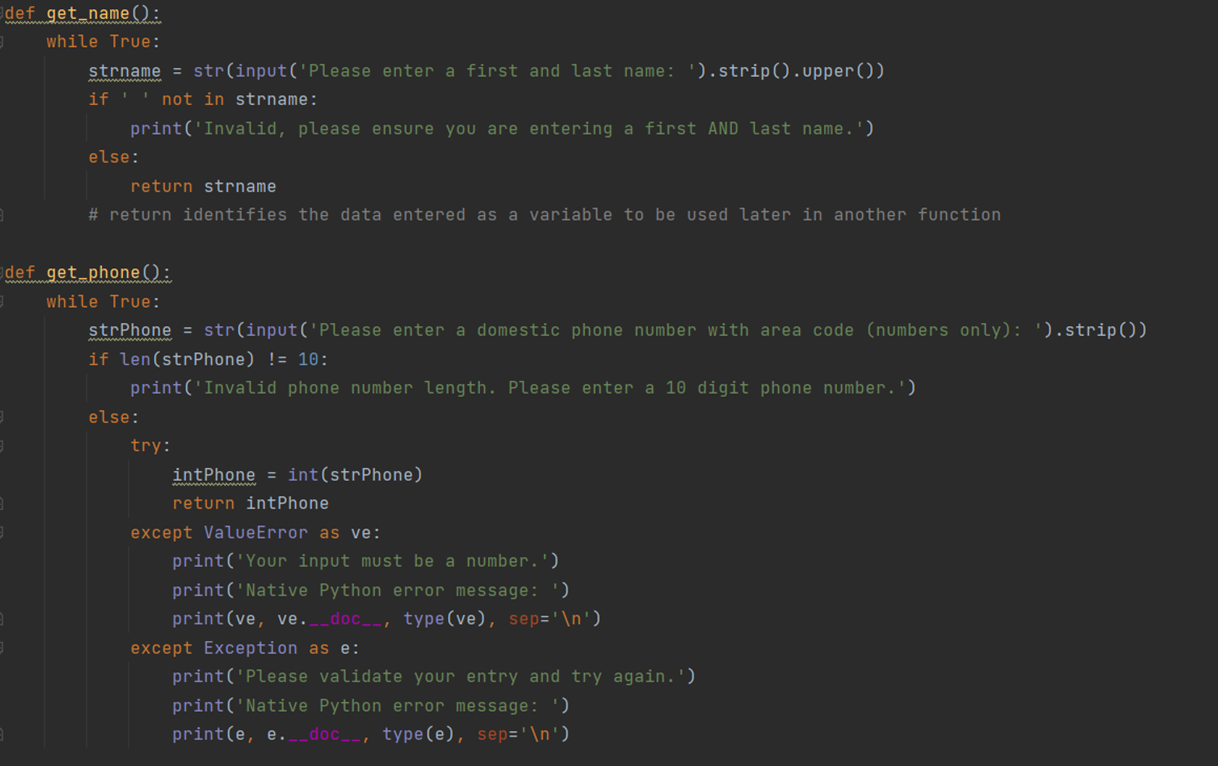 def get_name():
    while True:
        strname = str(input('Please enter a first and last name: ').strip().upper())
        if ' ' not in strname:
            print('Invalid, please ensure you are entering a first AND last name.')
        else:
            return strname
        # return identifies the data entered as a variable to be used later in another function

def get_phone():
    while True:
        strPhone = str(input('Please enter a domestic phone number with area code (numbers only): ').strip())
        if len(strPhone) != 10:
            print('Invalid phone number length. Please enter a 10 digit phone number.')
        else:
            try:
                intPhone = int(strPhone)
                return intPhone
            except ValueError as ve:
                print('Your input must be a number.')
                print('Native Python error message: ')
                print(ve, ve.__doc__, type(ve), sep='\n')
            except Exception as e:
                print('Please validate your entry and try again.')
                print('Native Python error message: ')
                print(e, e.__doc__, type(e), sep='\n')